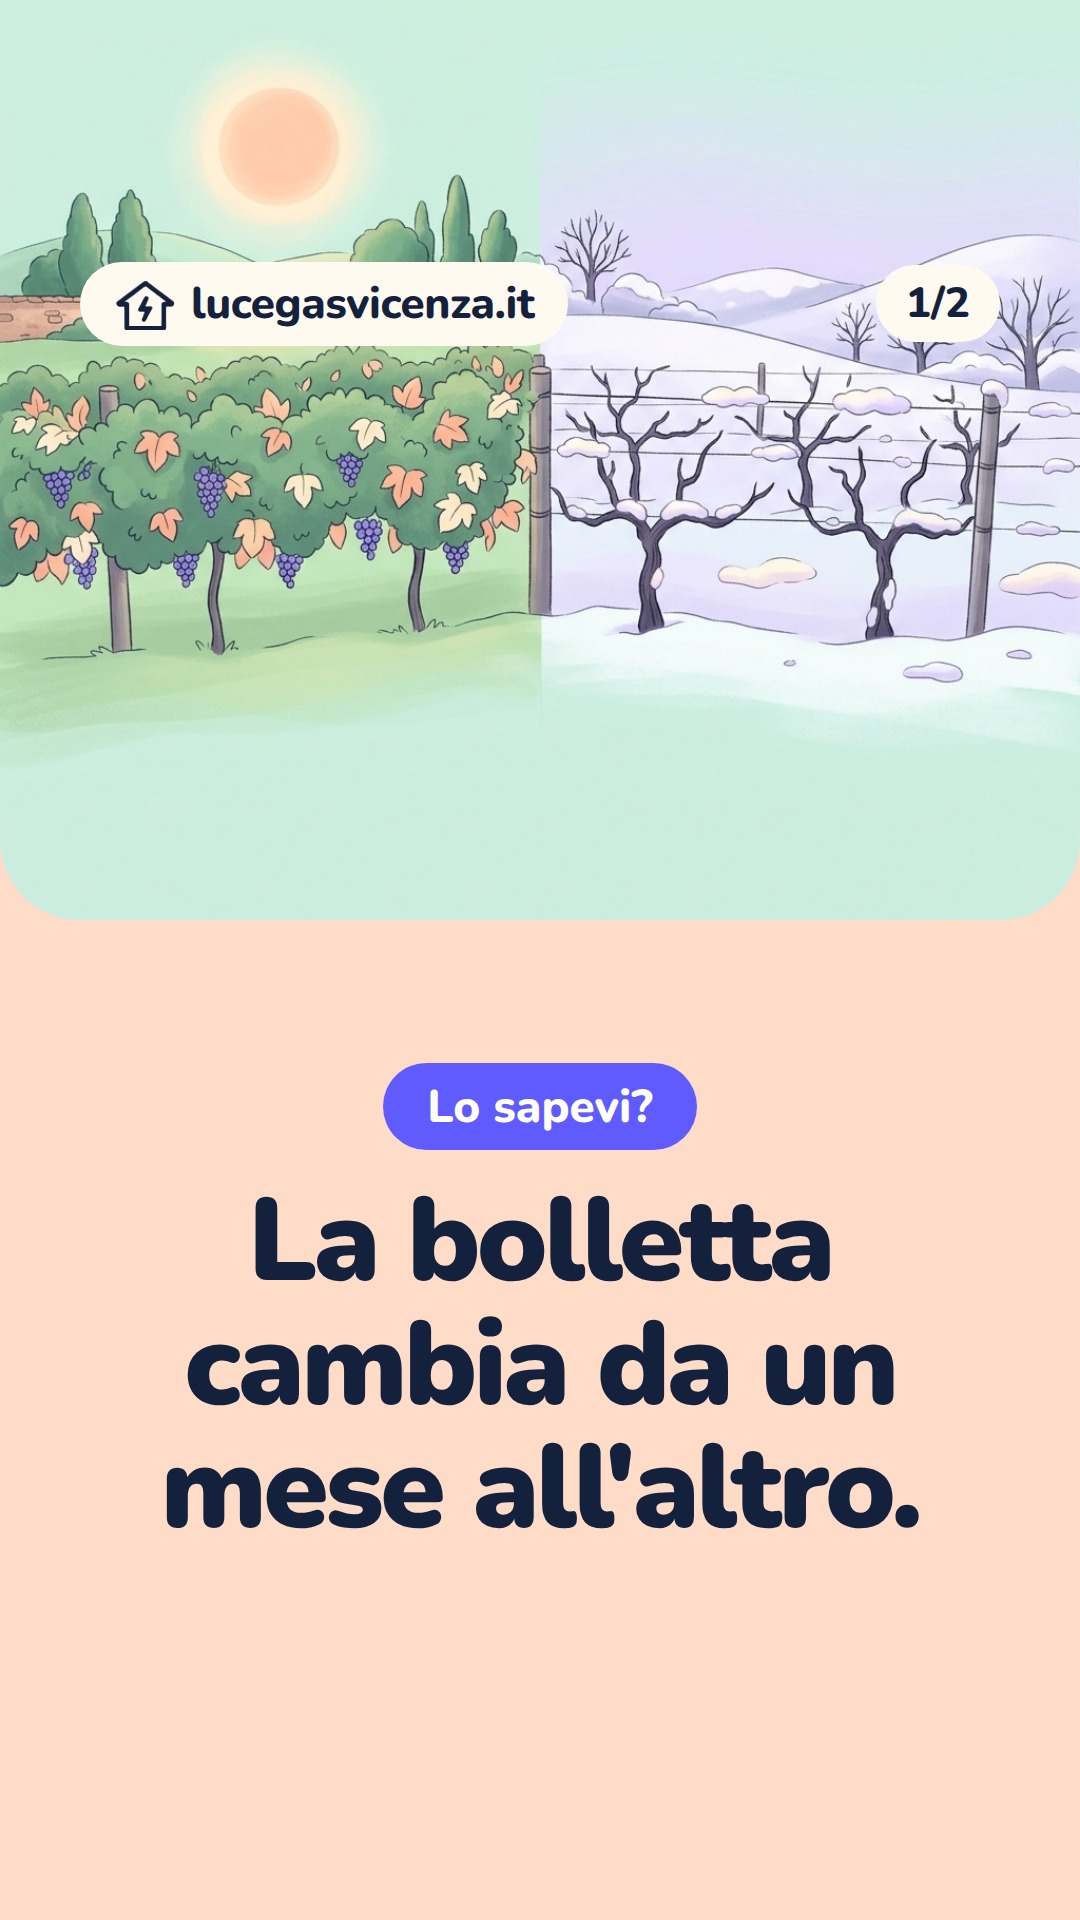 lucegasvicenza.it
1/2
Lo sapevi?
La bolletta
cambia da un
mese all'altro.